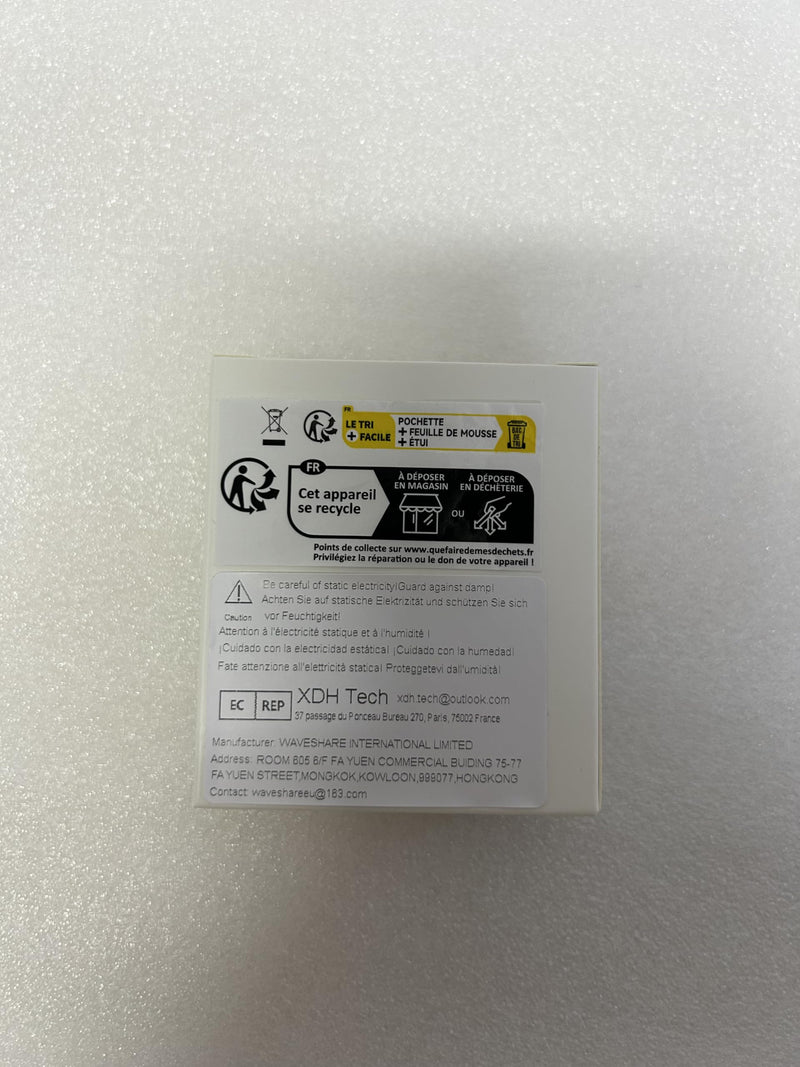 FR
LE TRI
+ FACILE
POCHETTE
+ FEUILLE DE MOUSSE
+ ÉTUI
BAC
DE
TRI
FR
Cet appareil
se recycle
À DÉPOSER
EN MAGASIN
OU
À DÉPOSER
EN DÉCHÈTERIE
Points de collecte sur www.quefairedemesdechets.fr
Privilégiez la réparation ou le don de votre appareil !
Be careful of static electricity!Guard against damp!
Achten Sie auf statische Elektrizität und schützen Sie sich
Caution vor Feuchtigkeit!
Attention à l'électricité statique et à l'humidité !
¡Cuidado con la electricidad estática! ¡Cuidado con la humedad!
Fate attenzione all'elettricità statica! Proteggetevi dall'umidità!
EC REP
XDH Tech xdh.tech@outlook.com
37 passage du Ponceau Bureau 270, Paris, 75002 France
Manufacturer: WAVESHARE INTERNATIONAL LIMITED
Address: ROOM 605 6/F FA YUEN COMMERCIAL BUIDING 75-77
FA YUEN STREET,MONGKOK,KOWLOON,999077,HONGKONG
Contact: waveshareeu@163.com